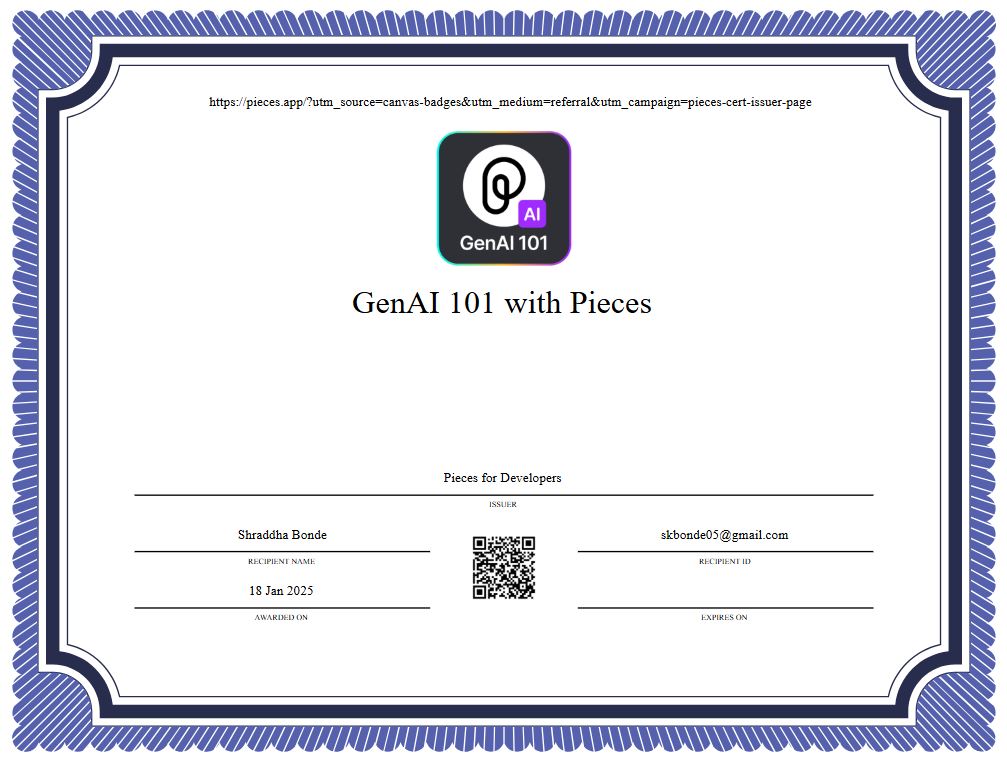 https://pieces.app/?utm_source=canvas-badges&utm_medium=referral&utm_campaign=pieces-cert-issuer-page
AI
GenAI 101
GenAI 101 with Pieces
Pieces for Developers
ISSUER
Shraddha Bonde
skbonde05@gmail.com
RECIPIENT NAME
RECIPIENT ID
18 Jan 2025
AWARDED ON
EXPIRES ON